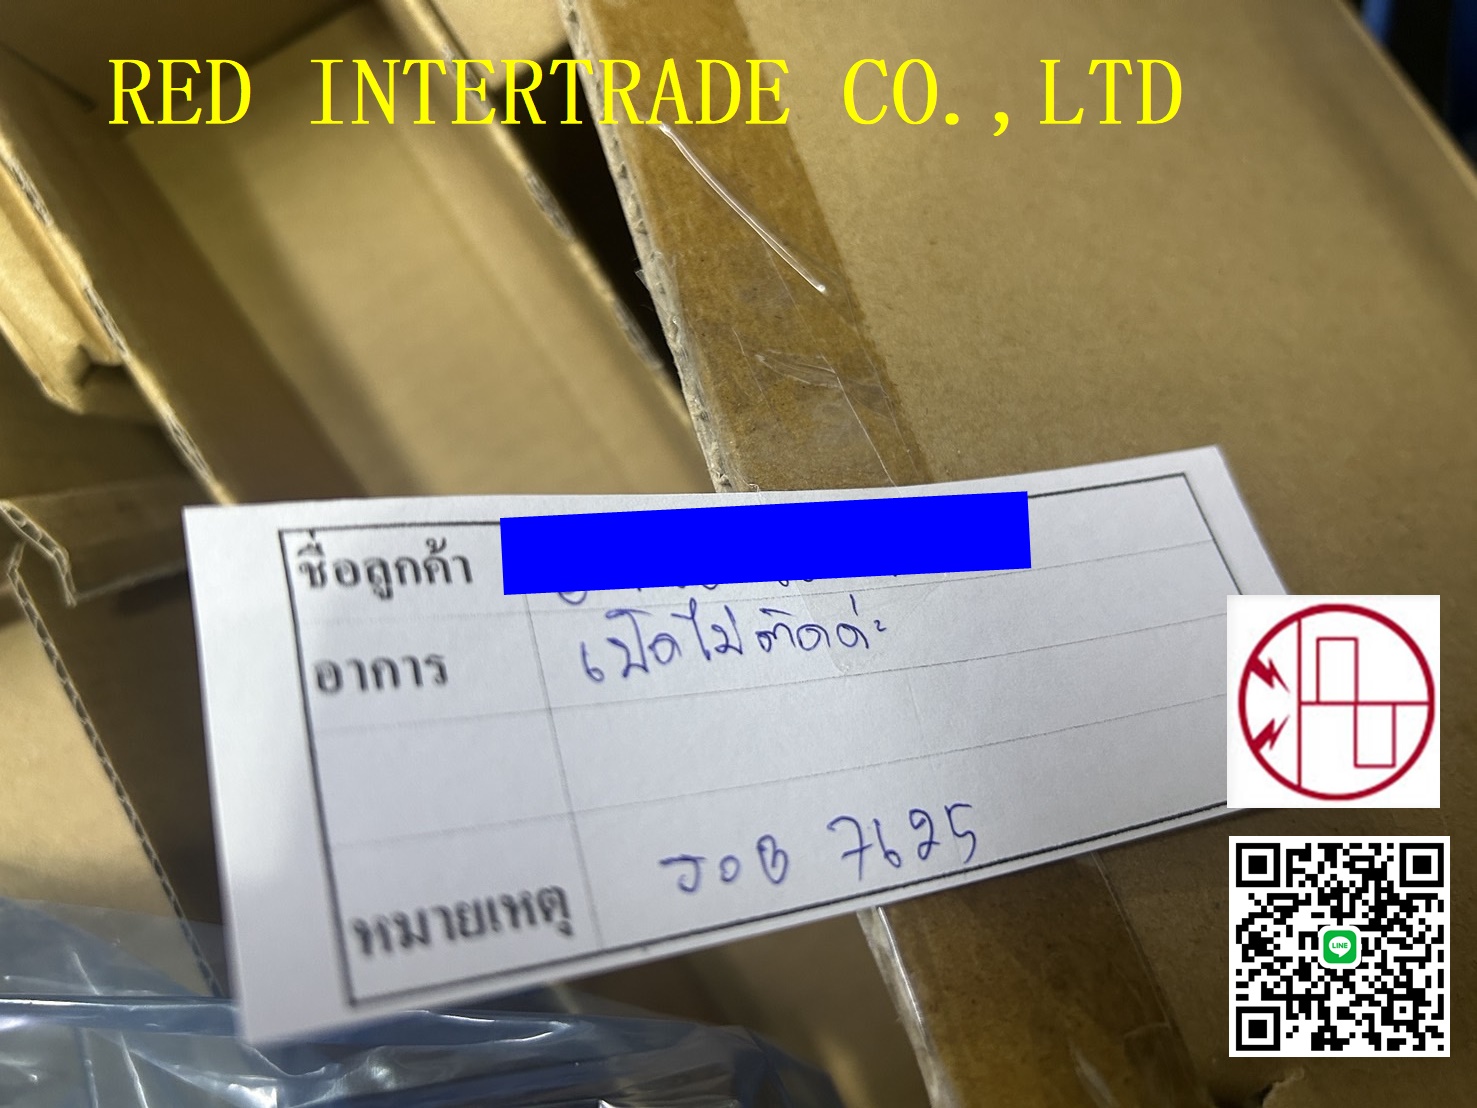 RED INTERTRADE CO.,LTD
ชื่อลูกค้า
อาการ เปิดไม่ติดค่ะ
หมายเหตุ JOB 7625
LINE